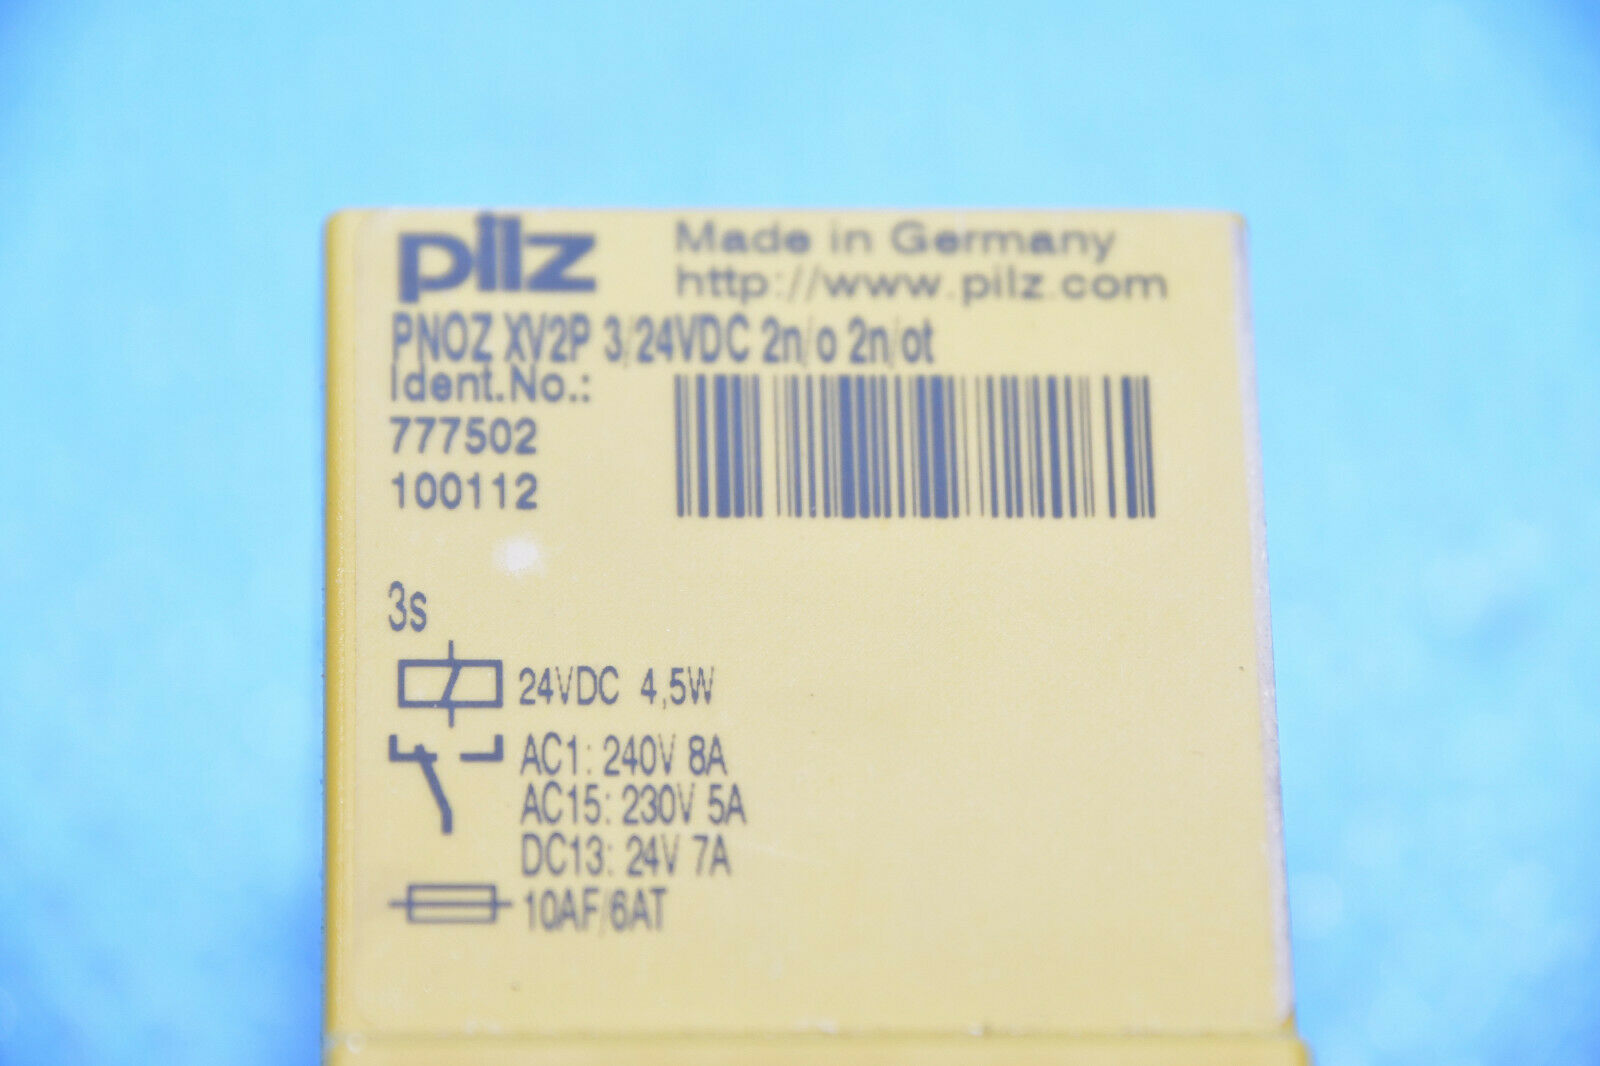 pilz
Made in Germany
http://www.pilz.com
PNOZ XV2P 3/24VDC 2n/o 2n/ot
Ident.No.:
777502
100112
3s
24VDC 4,5W
AC1: 240V 8A
AC15: 230V 5A
DC13: 24V 7A
10AF/6AT